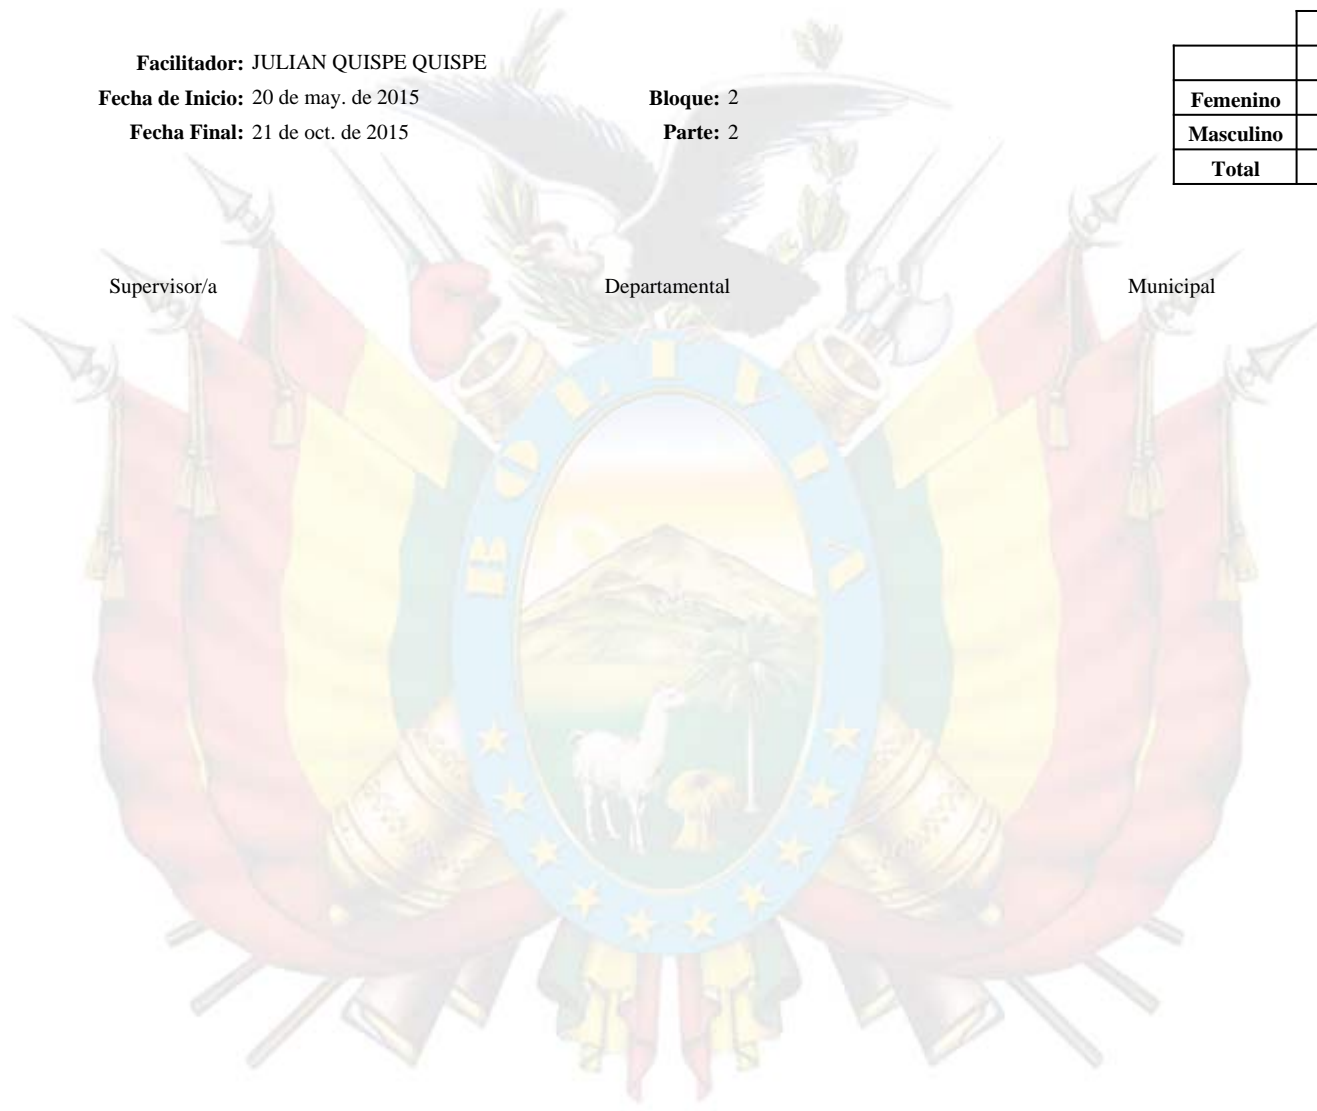 Facilitador: JULIAN QUISPE QUISPE
Fecha de Inicio: 20 de may. de 2015 Bloque: 2
Femenino
Fecha Final: 21 de oct. de 2015 Parte: 2
Masculino
Total
Supervisor/a Departamental Municipal
BOLIVIA